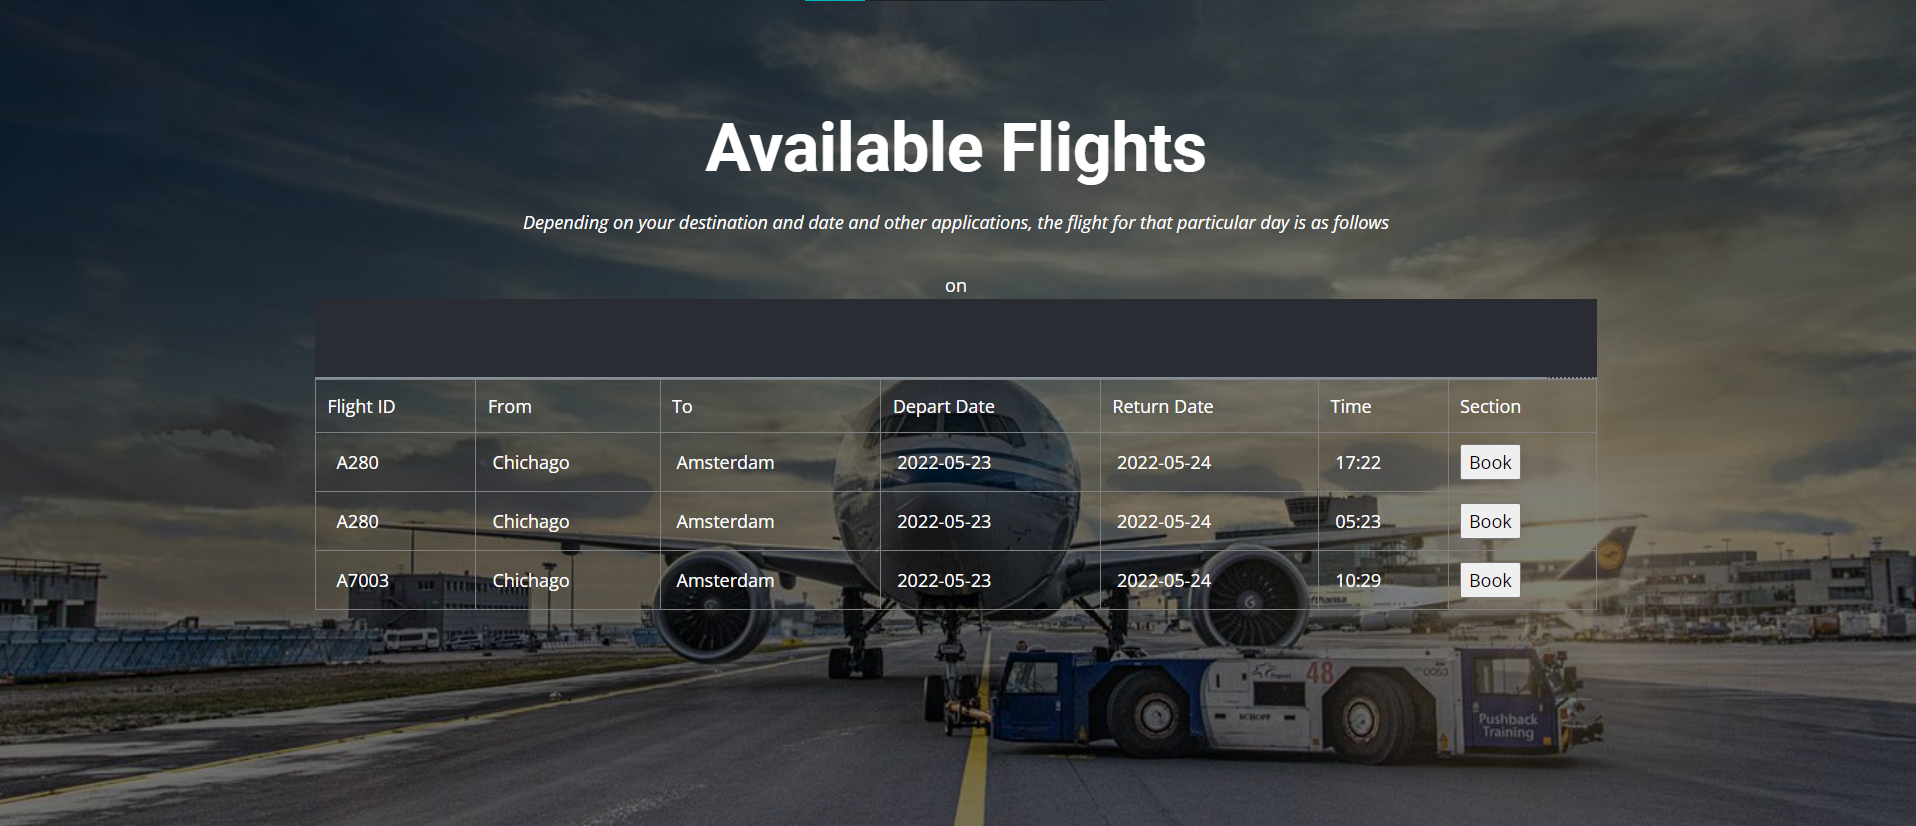 Available Flights
Depending on your destination and date and other applications, the flight for that particular day is as follows
on
Flight ID From To Depart Date Return Date Time Section
A280 Chichago Amsterdam 2022-05-23 2022-05-24 17:22 Book
A280 Chichago Amsterdam 2022-05-23 2022-05-24 05:23 Book
A7003 Chichago Amsterdam 2022-05-23 2022-05-24 10:29 Book
48
0053
SCHOPF
Pushback
Training